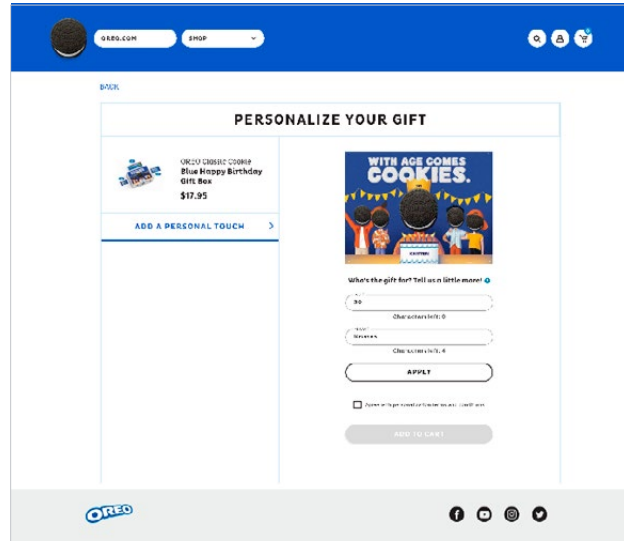 OREO.COM
SHOP
BACK
PERSONALIZE YOUR GIFT
OREO Classic Cookie
Blue Happy Birthday
Gift Box
$17.95
ADD A PERSONAL TOUCH
WITH AGE COMES
COOKIES.
Who's the gift for? Tell us a little more!
Characters left: 0
Characters left: 4
APPLY
ADD TO CART
OREO